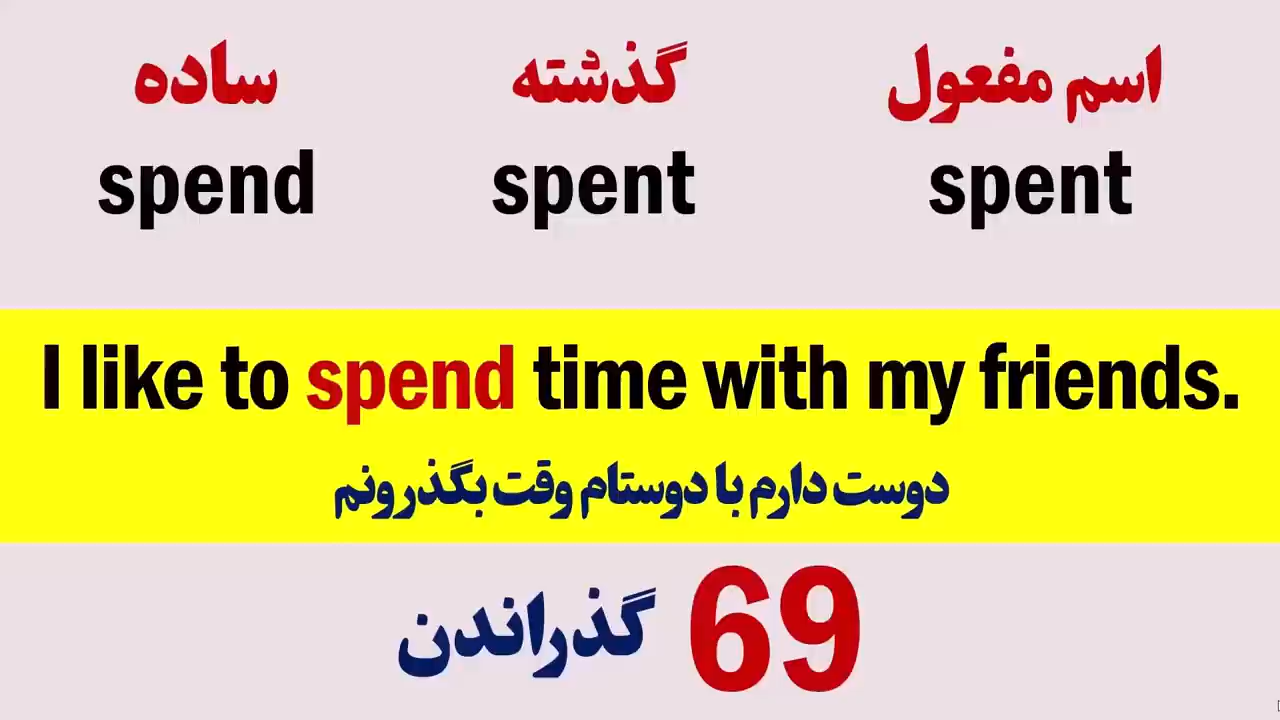 ساده گذشته اسم مفعول
spend spent spent
I like to spend time with my friends.
دوست دارم با دوستام وقت بگذرونم
69 گذراندن